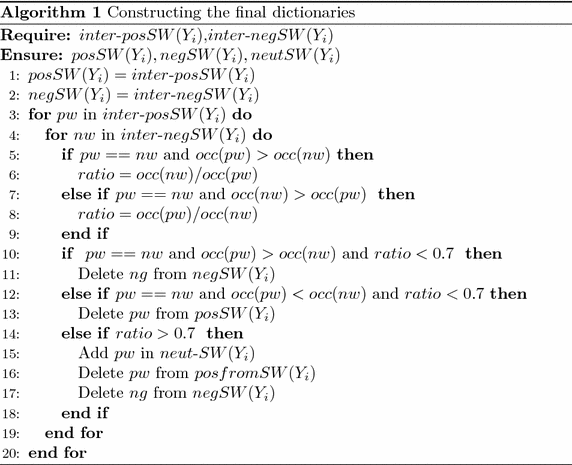 Algorithm 1 Constructing the final dictionaries
Require: inter-posSW(Y_i),inter-negSW(Y_i)
Ensure: posSW(Y_i), negSW(Y_i), neutSW(Y_i)
1: posSW(Y_i) = inter-posSW(Y_i)
2: negSW(Y_i) = inter-negSW(Y_i)
3: for pw in inter-posSW(Y_i) do
4: for nw in inter-negSW(Y_i) do
5: if pw == nw and occ(pw) > occ(nw) then
6: ratio = occ(nw)/occ(pw)
7: else if pw == nw and occ(nw) > occ(pw) then
8: ratio = occ(pw)/occ(nw)
9: end if
10: if pw == nw and occ(pw) > occ(nw) and ratio < 0.7 then
11: Delete ng from negSW(Y_i)
12: else if pw == nw and occ(pw) < occ(nw) and ratio < 0.7 then
13: Delete pw from posSW(Y_i)
14: else if ratio > 0.7 then
15: Add pw in neut-SW(Y_i)
16: Delete pw from posfromSW(Y_i)
17: Delete ng from negSW(Y_i)
18: end if
19: end for
20: end for